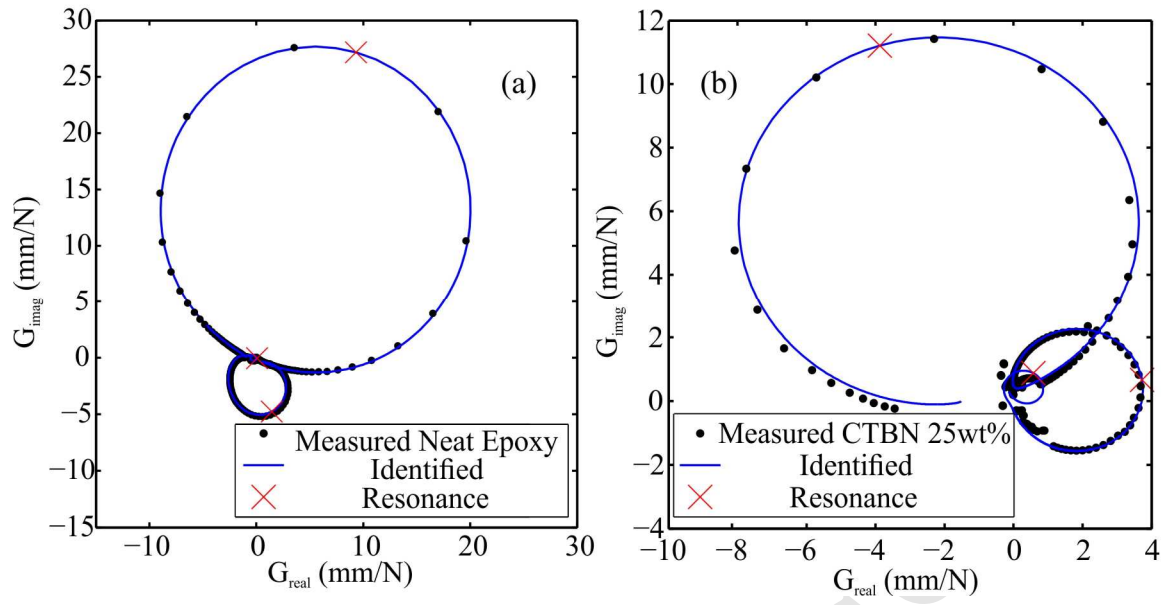 30
25
20
15
10
5
0
−5
−10
−15
−10 0 10 20 30
G_imag (mm/N)
G_real (mm/N)
(a)
Measured Neat Epoxy
Identified
Resonance
12
10
8
6
4
2
0
−2
−4
−10 −8 −6 −4 −2 0 2 4
G_imag (mm/N)
G_real (mm/N)
(b)
Measured CTBN 25wt%
Identified
Resonance